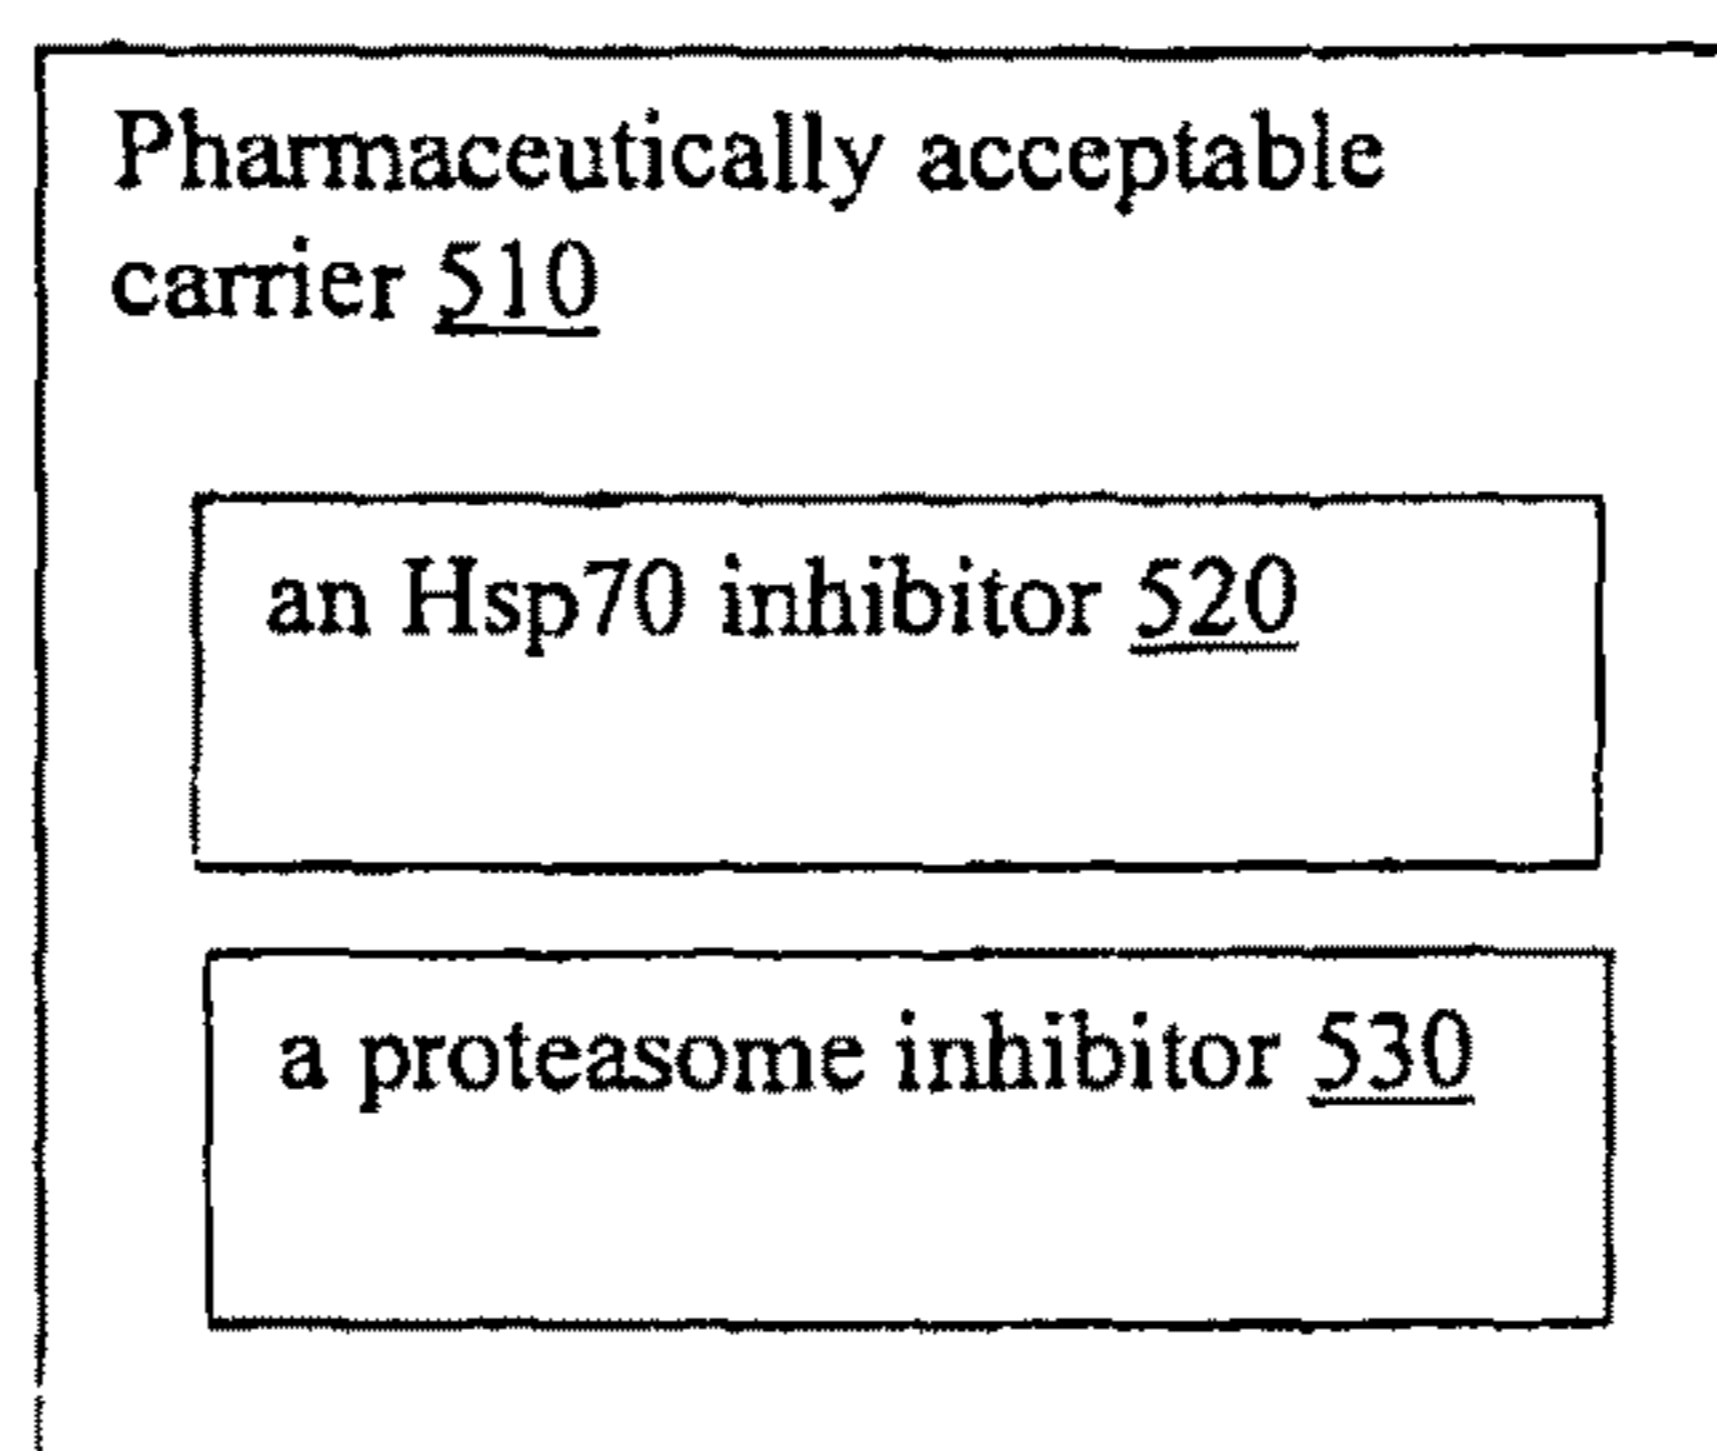 Pharmaceutically acceptable
carrier 510
an Hsp70 inhibitor 520
a proteasome inhibitor 530